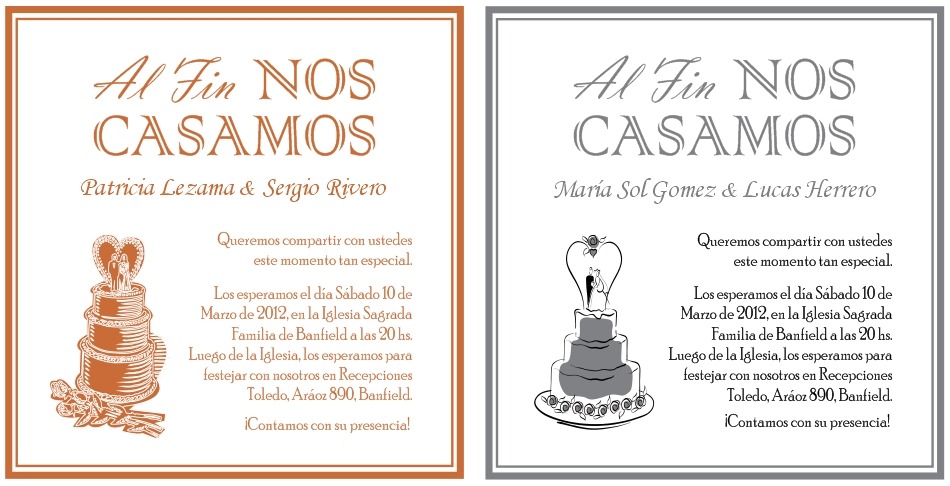 Al Fin NOS
CASAMOS
Patricia Lezama & Sergio Rivero
Queremos compartir con ustedes
este momento tan especial.
Los esperamos el día Sábado 10 de
Marzo de 2012, en la Iglesia Sagrada
Familia de Banfield a las 20 hs.
Luego de la Iglesia, los esperamos para
festejar con nosotros en Recepciones
Toledo, Aráoz 890, Banfield.
¡Contamos con su presencia!
Al Fin NOS
CASAMOS
María Sol Gomez & Lucas Herrero
Queremos compartir con ustedes
este momento tan especial.
Los esperamos el día Sábado 10 de
Marzo de 2012, en la Iglesia Sagrada
Familia de Banfield a las 20 hs.
Luego de la Iglesia, los esperamos para
festejar con nosotros en Recepciones
Toledo, Aráoz 890, Banfield.
¡Contamos con su presencia!